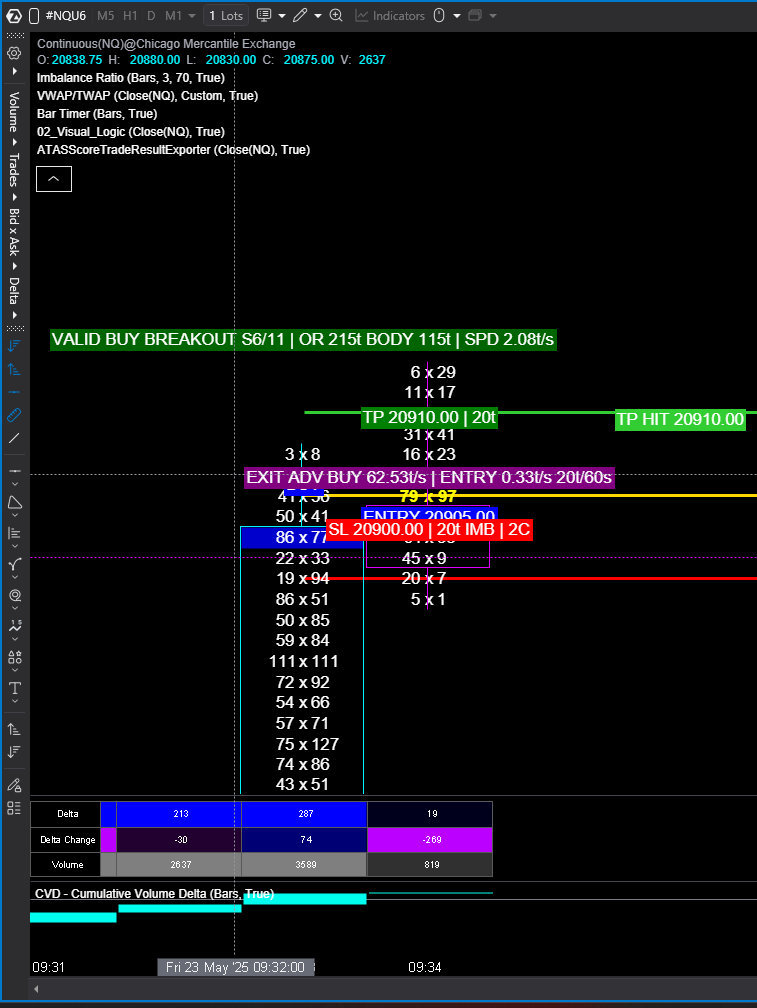 #NQU6 M5 H1 D M1 1 Lots Indicators
Continuous(NQ)@Chicago Mercantile Exchange
O: 20838.75 H: 20880.00 L: 20830.00 C: 20875.00 V: 2637
Imbalance Ratio (Bars, 3, 70, True)
VWAP/TWAP (Close(NQ), Custom, True)
Bar Timer (Bars, True)
02_Visual_Logic (Close(NQ), True)
ATASScoreTradeResultExporter (Close(NQ), True)
Volume
Trades
Bid x Ask
Delta
VALID BUY BREAKOUT S6/11 | OR 215t BODY 115t | SPD 2.08t/s
6 x 29
11 x 17
TP 20910.00 | 20t
TP HIT 20910.00
31 x 41
3 x 8
16 x 23
EXIT ADV BUY 62.53t/s | ENTRY 0.33t/s 20t/60s
79 x 97
50 x 41
ENTRY 20905.00
SL 20900.00 | 20t IMB | 2C
86 x 77
22 x 33
45 x 9
19 x 94
20 x 7
86 x 51
5 x 1
50 x 85
59 x 84
111 x 111
72 x 92
54 x 66
57 x 71
75 x 127
74 x 86
43 x 51
Delta 213 287 19
Delta Change -30 74 -269
Volume 2637 3589 819
CVD - Cumulative Volume Delta (Bars, True)
09:31 Fri 23 May '25 09:32:00 09:34